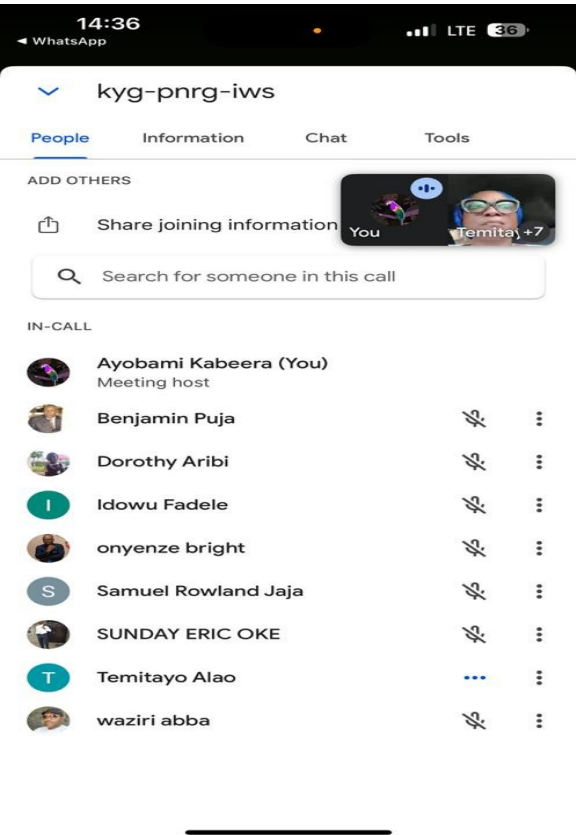 14:36
LTE 36
◄ WhatsApp
kyg-pnrg-iws
People Information Chat Tools
ADD OTHERS
Share joining information
You Temita +7
Search for someone in this call
IN-CALL
Ayobami Kabeera (You)
Meeting host
Benjamin Puja
Dorothy Aribi
I Idowu Fadele
onyenze bright
S Samuel Rowland Jaja
SUNDAY ERIC OKE
T Temitayo Alao
waziri abba